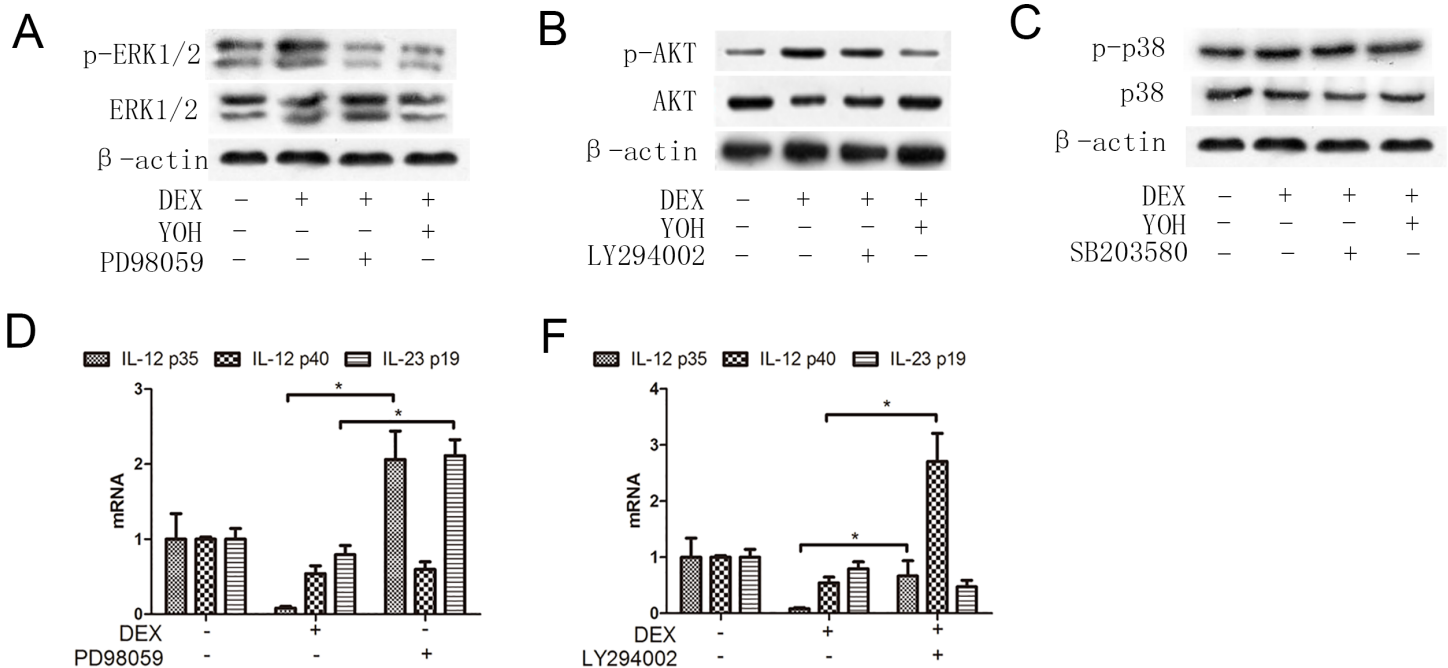 A
p-ERK1/2
ERK1/2
β-actin
DEX − + + +
YOH − − − +
PD98059 − − + −
B
p-AKT
AKT
β-actin
DEX − + + +
YOH − − − +
LY294002 − − + −
C
p-p38
p38
β-actin
DEX − + + +
YOH − − − +
SB203580 − − + −
D
IL-12 p35 IL-12 p40 IL-23 p19
3
2
1
0
mRNA
*
*
DEX - + -
PD98059 - - +
F
IL-12 p35 IL-12 p40 IL-23 p19
4
3
2
1
0
mRNA
*
*
DEX - + +
LY294002 - - +